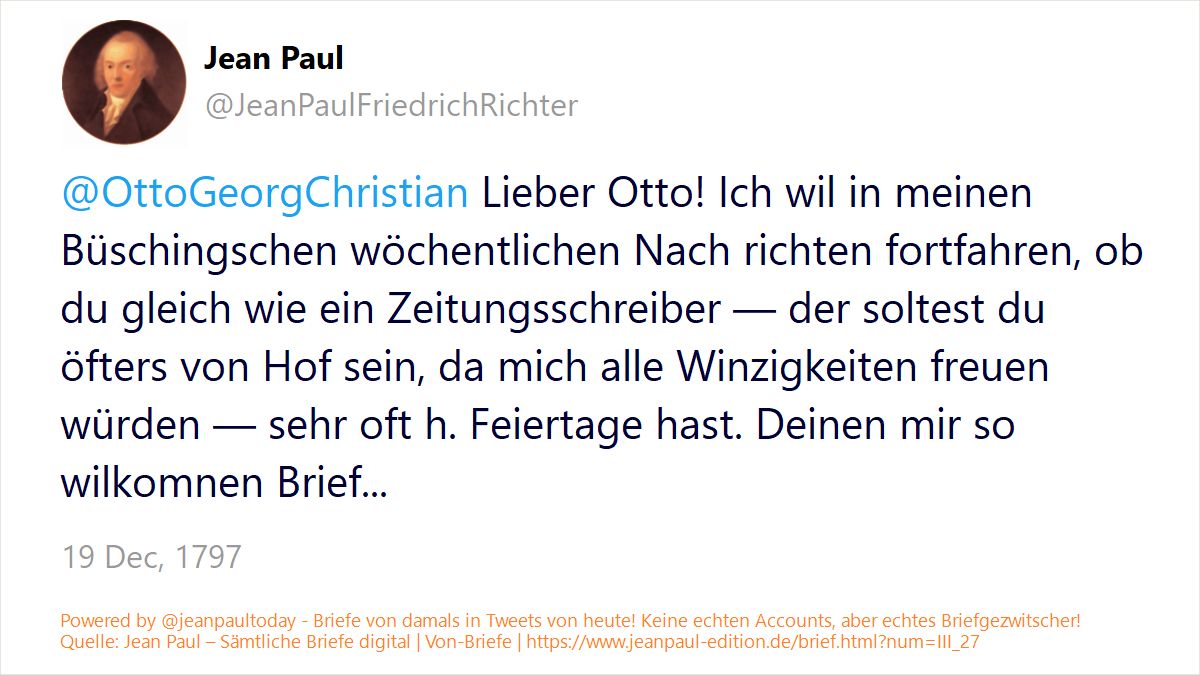 Jean Paul
@JeanPaulFriedrichRichter
@OttoGeorgChristian Lieber Otto! Ich wil in meinen
Büschingschen wöchentlichen Nach richten fortfahren, ob
du gleich wie ein Zeitungsschreiber — der soltest du
öfters von Hof sein, da mich alle Winzigkeiten freuen
würden — sehr oft h. Feiertage hast. Deinen mir so
wilkomnen Brief...
19 Dec, 1797
Powered by @jeanpaultoday - Briefe von damals in Tweets von heute! Keine echten Accounts, aber echtes Briefgezwitscher!
Quelle: Jean Paul – Sämtliche Briefe digital | Von-Briefe | https://www.jeanpaul-edition.de/brief.html?num=III_27